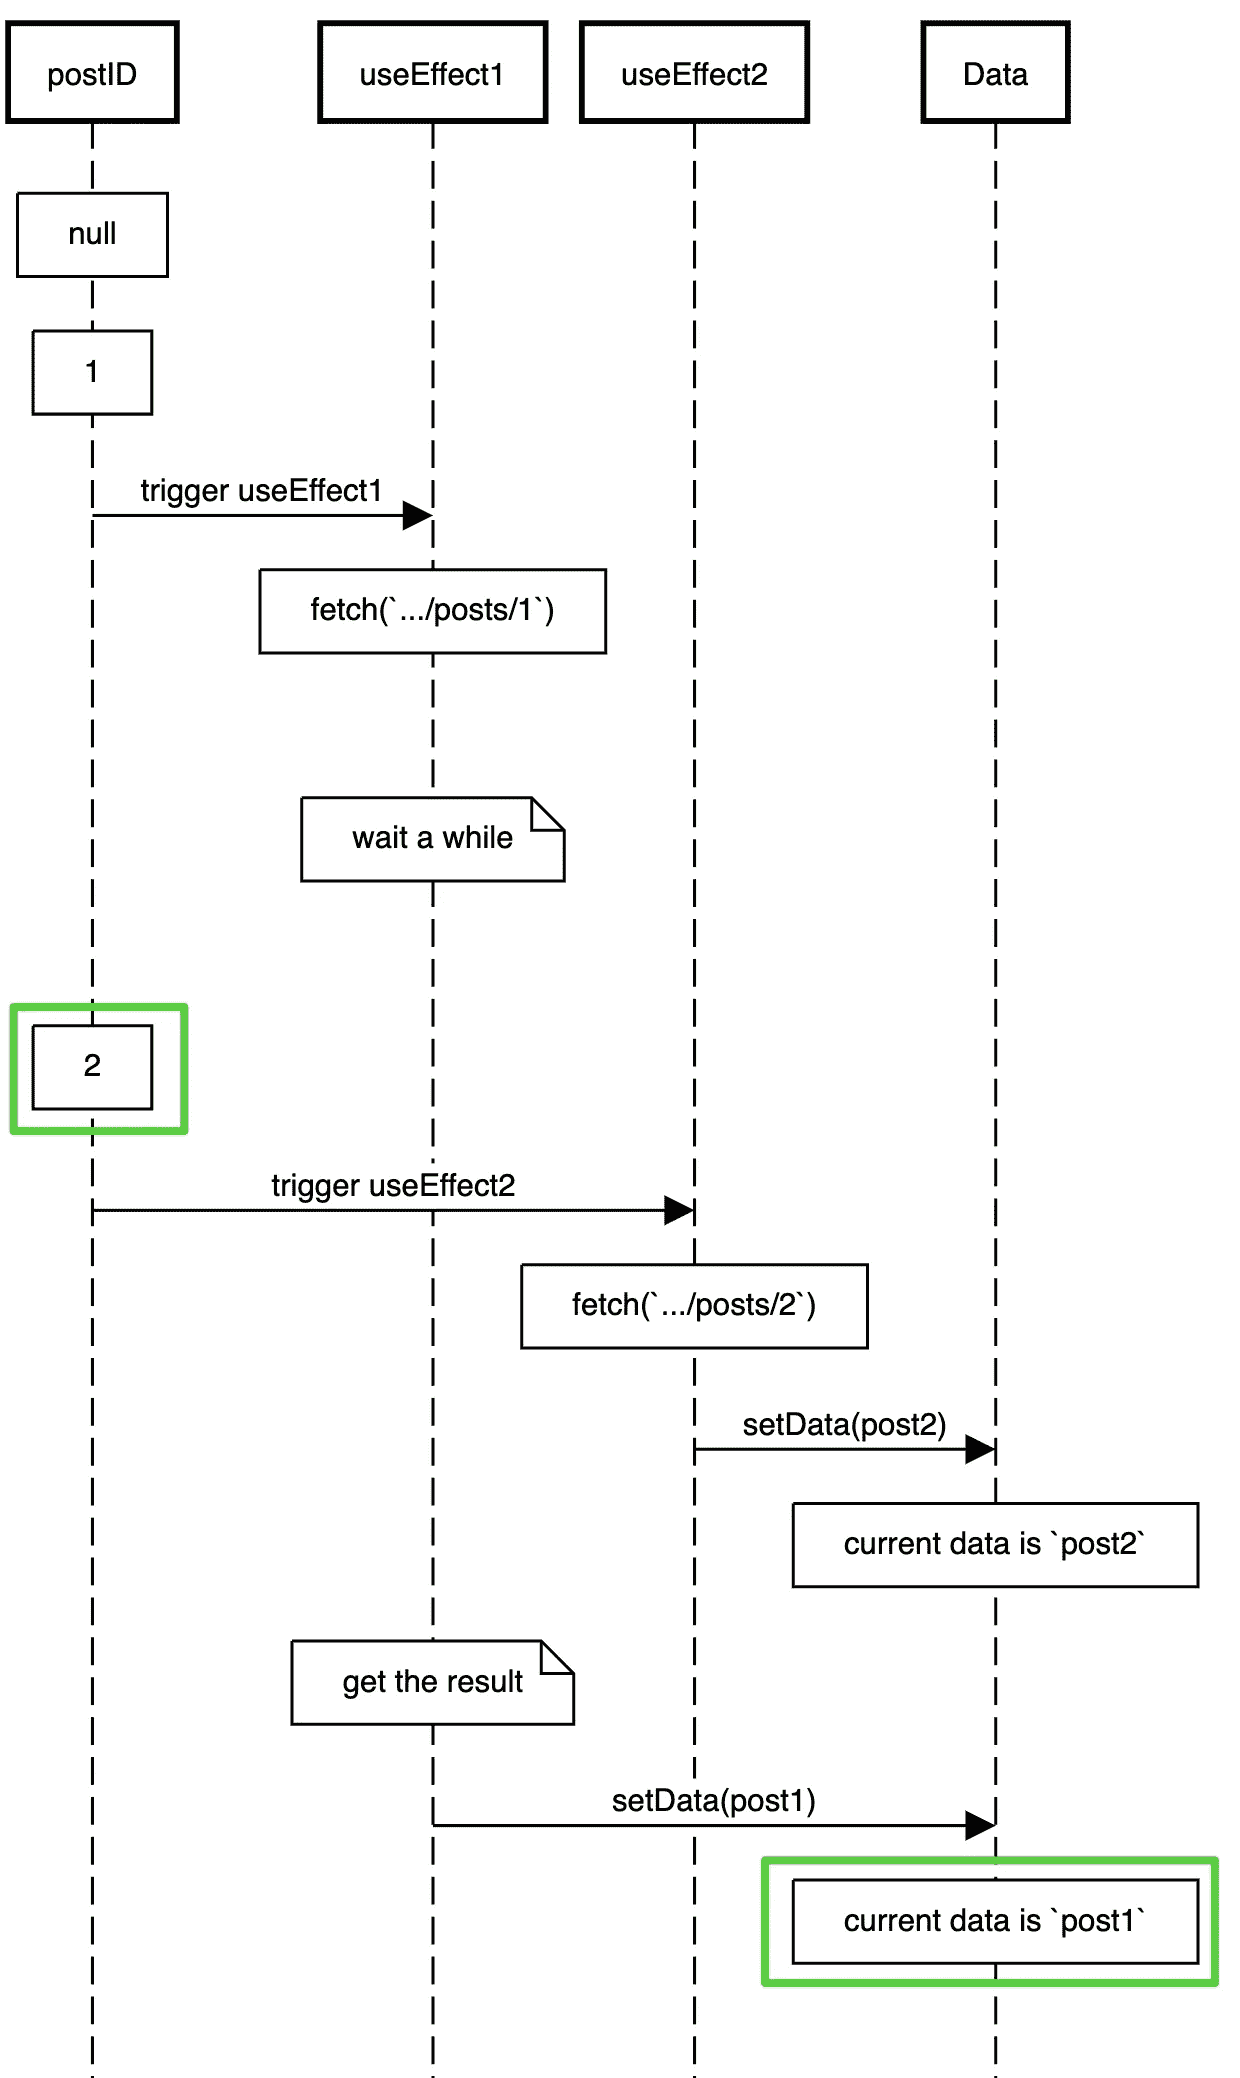 postID
useEffect1
useEffect2
Data
null
1
trigger useEffect1
fetch(`.../posts/1`)
wait a while
2
trigger useEffect2
fetch(`.../posts/2`)
setData(post2)
current data is `post2`
get the result
setData(post1)
current data is `post1`